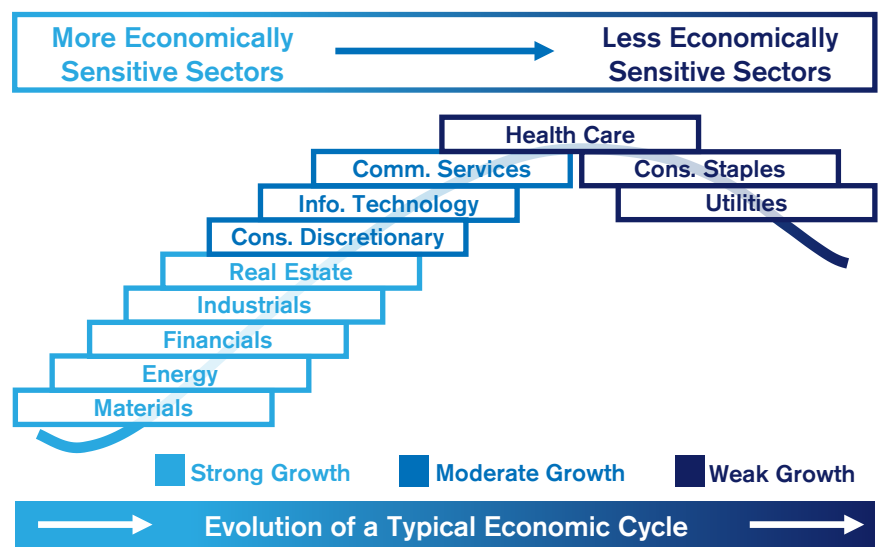 More Economically
Sensitive Sectors
Less Economically
Sensitive Sectors
Health Care
Comm. Services
Cons. Staples
Info. Technology
Utilities
Cons. Discretionary
Real Estate
Industrials
Financials
Energy
Materials
Strong Growth
Moderate Growth
Weak Growth
Evolution of a Typical Economic Cycle